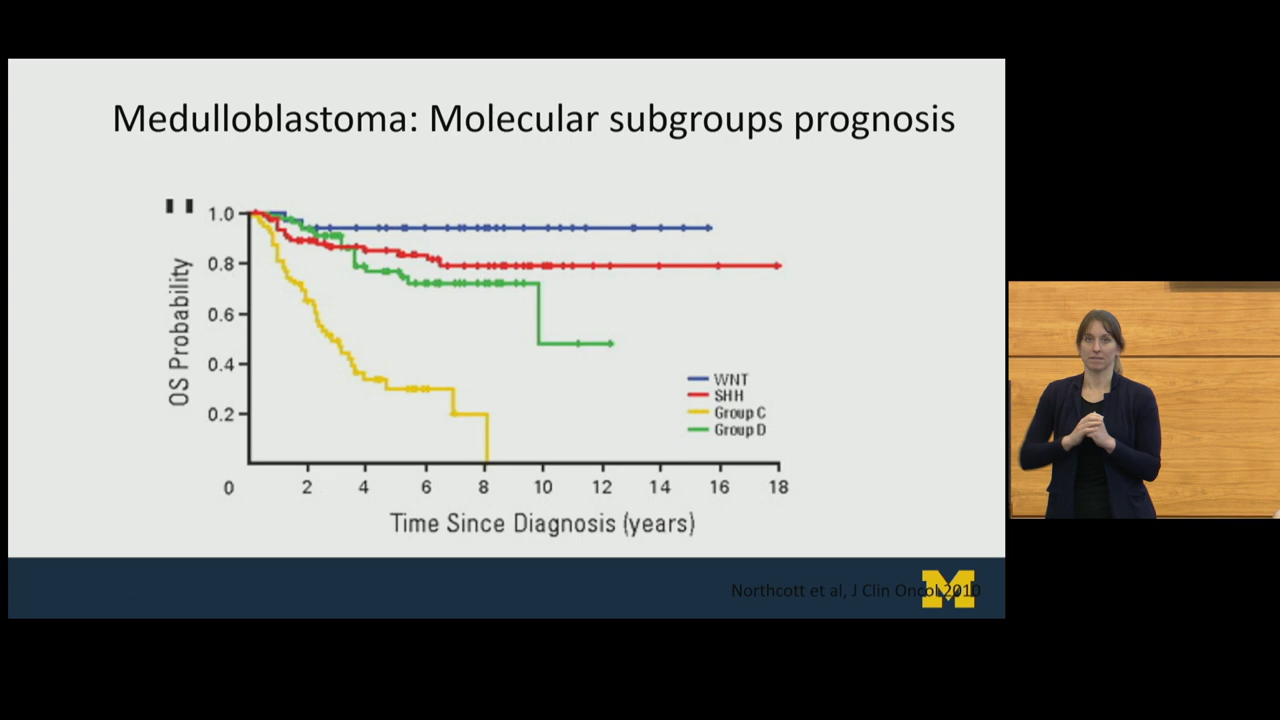 Medulloblastoma: Molecular subgroups prognosis
1.0
0.8
0.6
0.4
0.2
OS Probability
WNT
SHH
Group C
Group D
0 2 4 6 8 10 12 14 16 18
Time Since Diagnosis (years)
Northcott et al, J Clin Oncol 2010
M